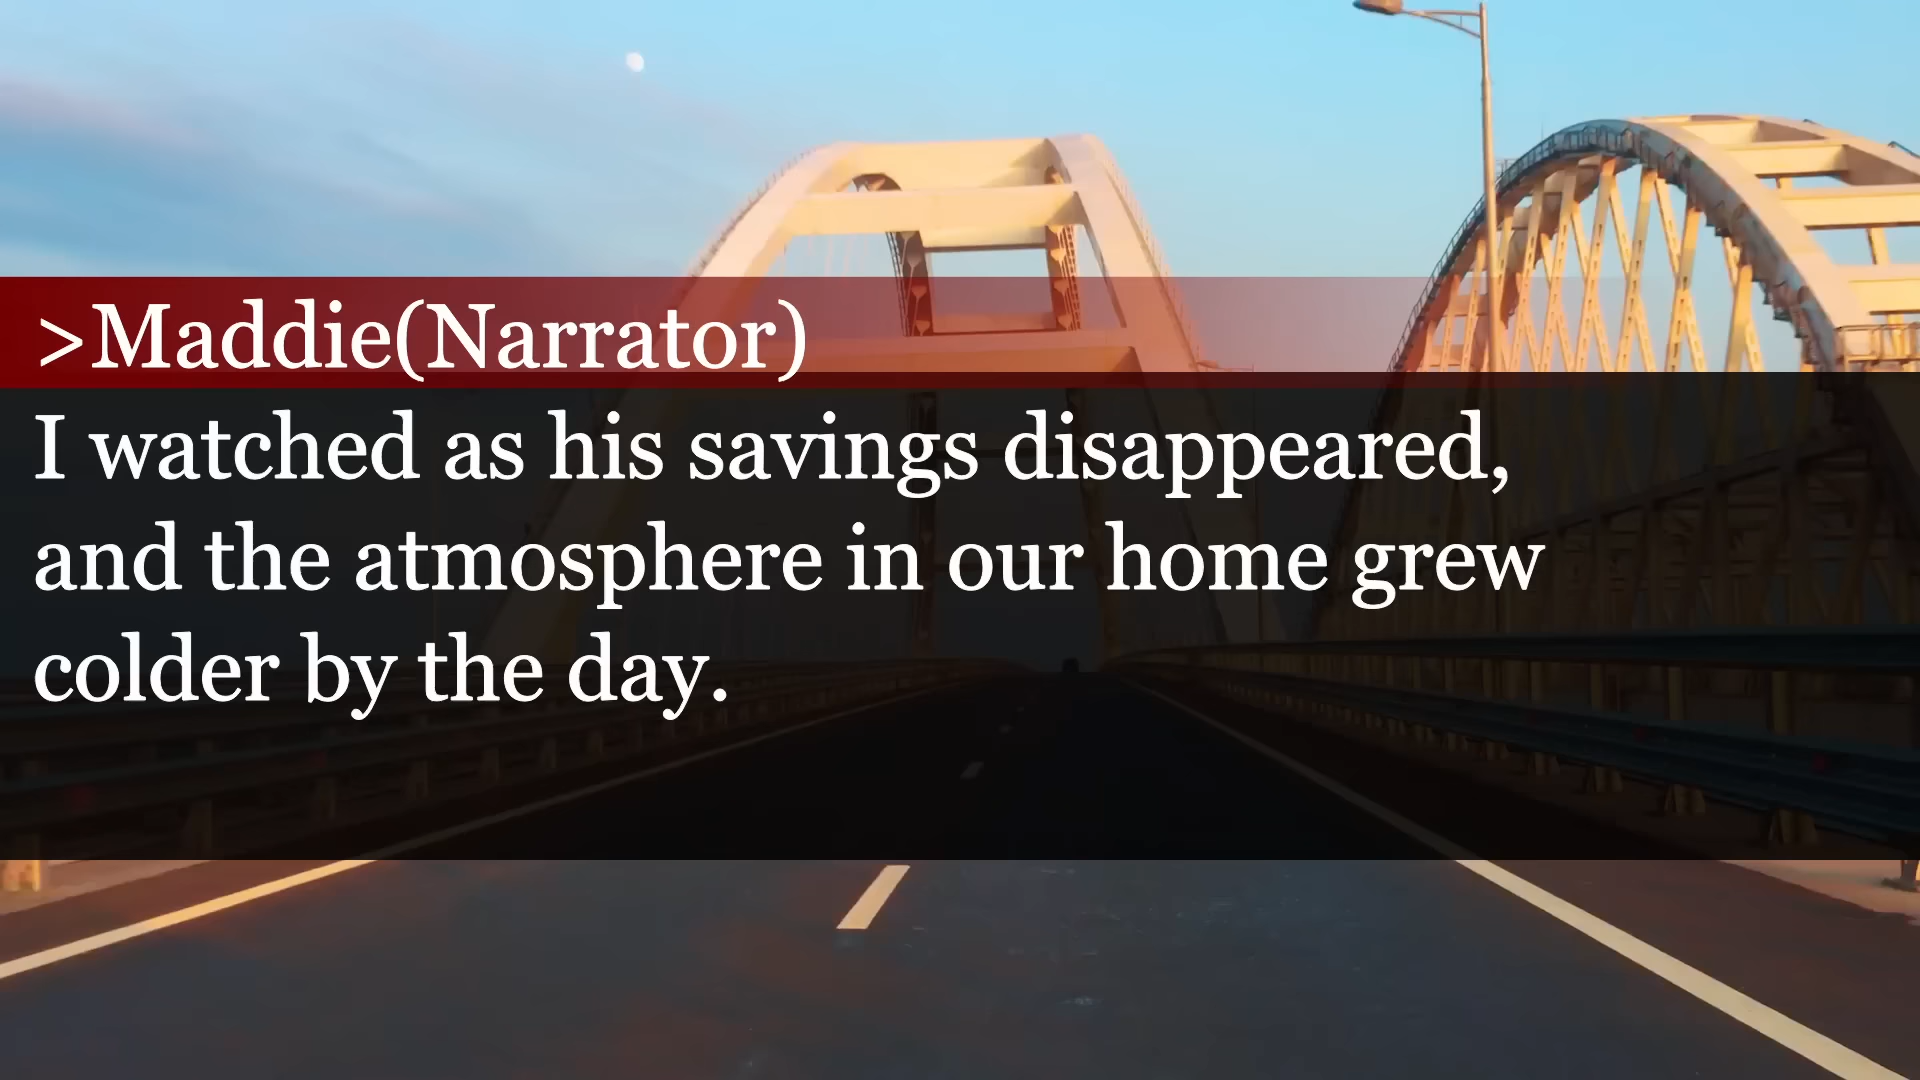 >Maddie(Narrator)
I watched as his savings disappeared,
and the atmosphere in our home grew
colder by the day.